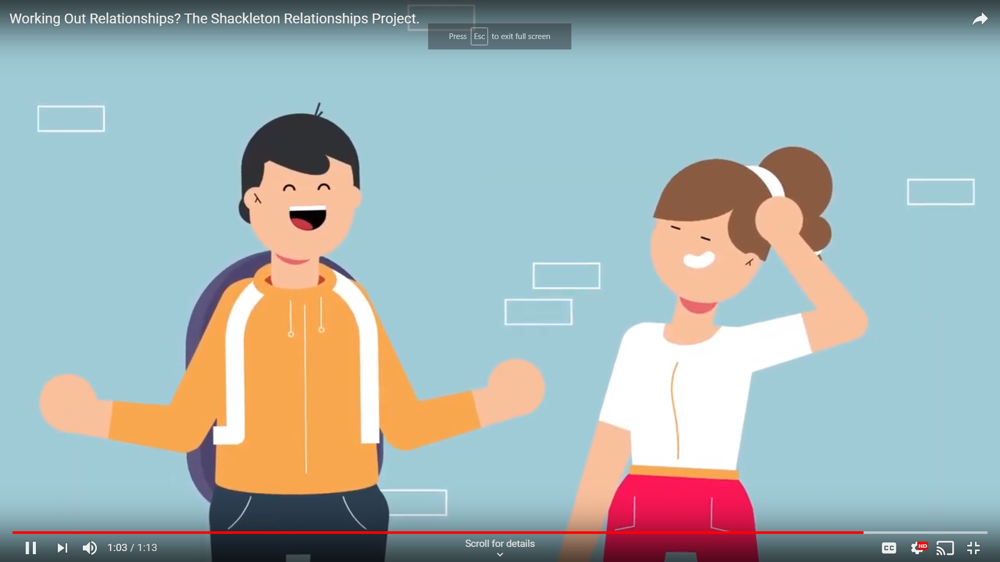 Working Out Relationships? The Shackleton Relationships Project.
Press Esc to exit full screen
1:03 / 1:13
Scroll for details
CC
HD